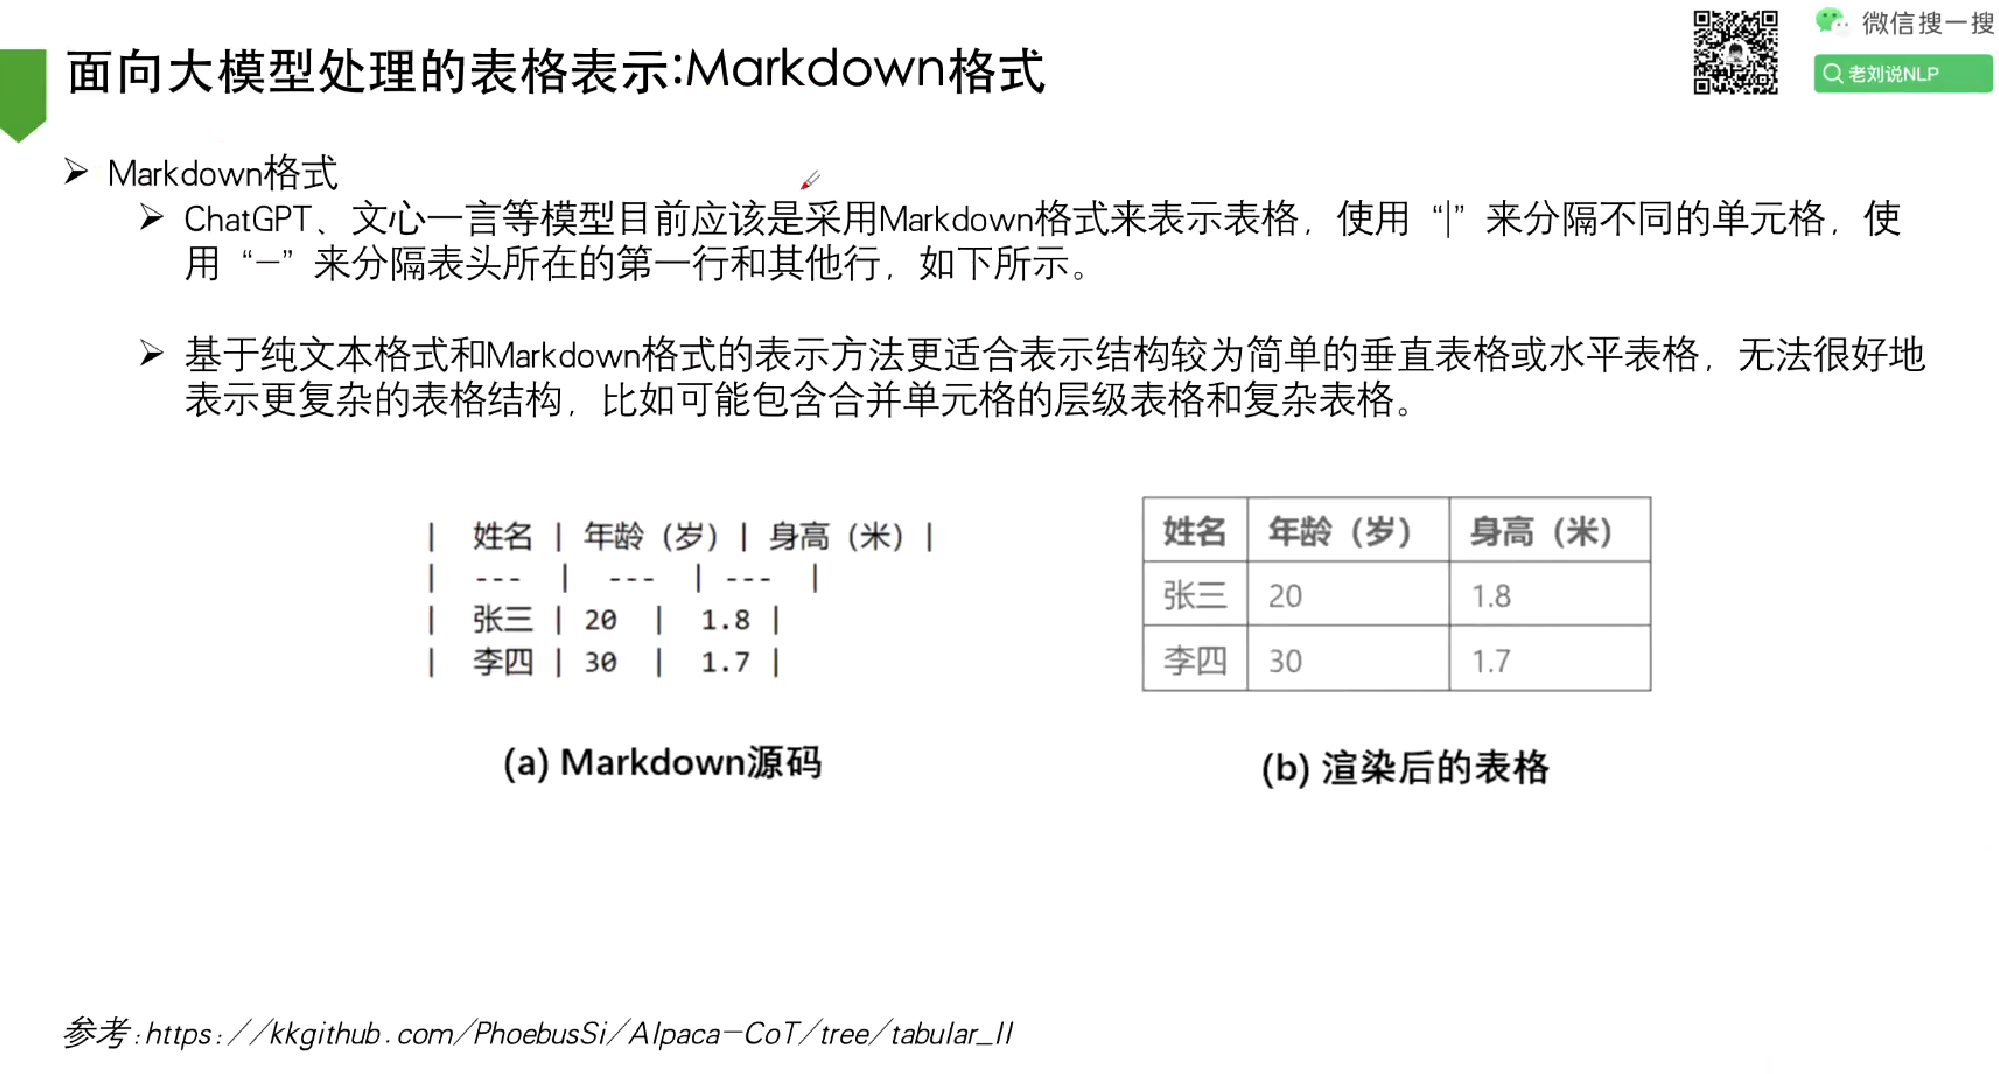 微信搜一搜
老刘说NLP
面向大模型处理的表格表示:Markdown格式
Markdown格式
ChatGPT、文心一言等模型目前应该是采用Markdown格式来表示表格，使用“|”来分隔不同的单元格，使
用“-”来分隔表头所在的第一行和其他行，如下所示。
基于纯文本格式和Markdown格式的表示方法更适合表示结构较为简单的垂直表格或水平表格，无法很好地
表示更复杂的表格结构，比如可能包含合并单元格的层级表格和复杂表格。
| 姓名 | 年龄（岁）| 身高（米）|
| --- | --- | --- |
| 张三 | 20 | 1.8 |
| 李四 | 30 | 1.7 |
(a) Markdown源码
姓名 年龄（岁） 身高（米）
张三 20 1.8
李四 30 1.7
(b) 渲染后的表格
参考:https://kkgithub.com/PhoebusSi/Alpaca-CoT/tree/tabular_ll